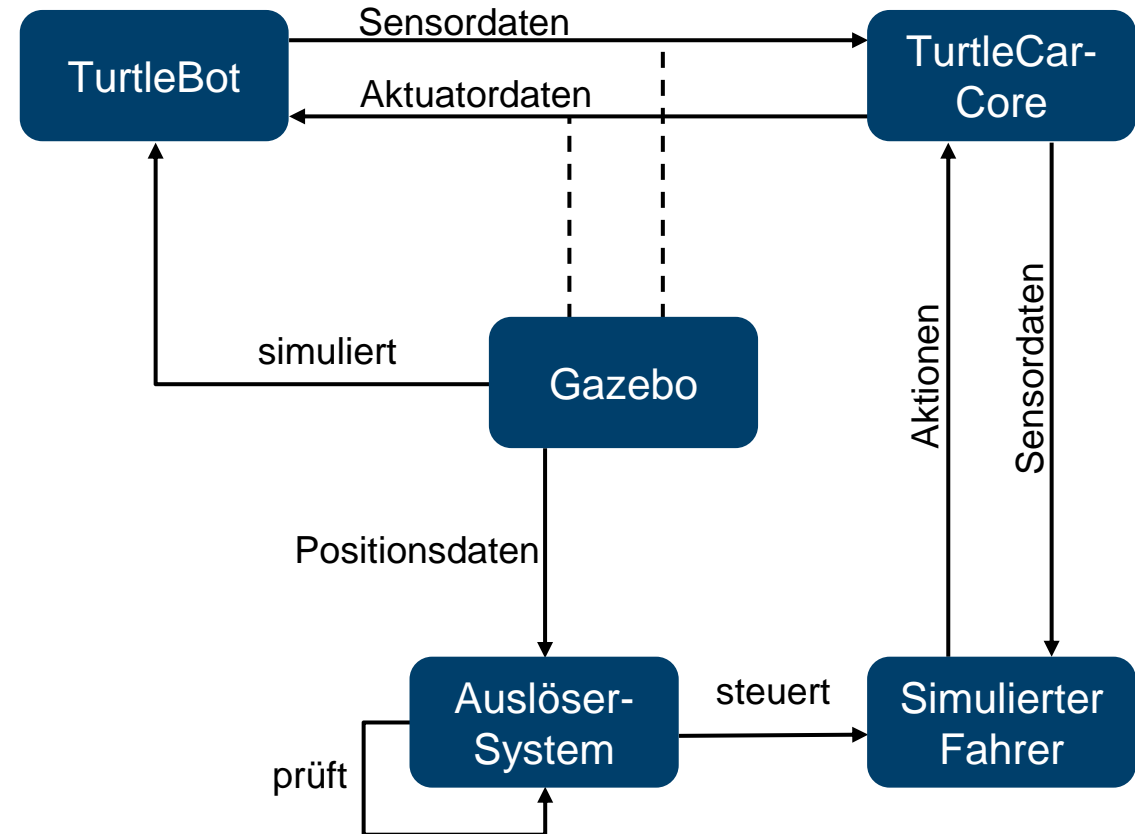 Sensordaten
TurtleBot
TurtleCar-
Core
Aktuatordaten
simuliert
Gazebo
Aktionen
Sensordaten
Positionsdaten
Auslöser-
System
steuert
Simulierter
Fahrer
prüft